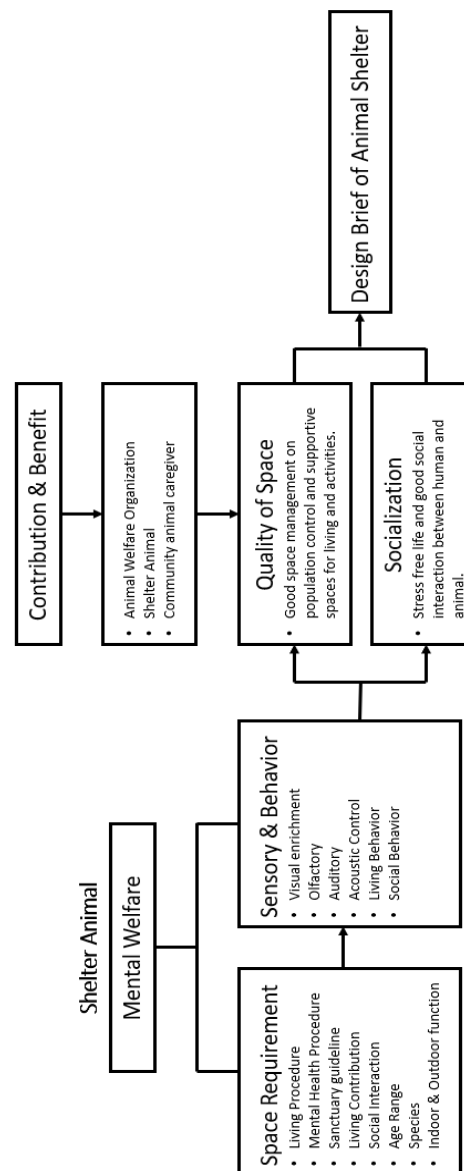 Shelter Animal
Mental Welfare
Space Requirement
• Living Procedure
• Mental Health Procedure
• Sanctuary guideline
• Living Contribution
• Social Interaction
• Age Range
• Species
• Indoor & Outdoor function
Sensory & Behavior
• Visual enrichment
• Olfactory
• Auditory
• Acoustic Control
• Living Behavior
• Social Behavior
Contribution & Benefit
• Animal Welfare Organization
• Shelter Animal
• Community animal caregiver
Quality of Space
• Good space management on
population control and supportive
spaces for living and activities.
Socialization
• Stress free life and good social
interaction between human and
animal.
Design Brief of Animal Shelter